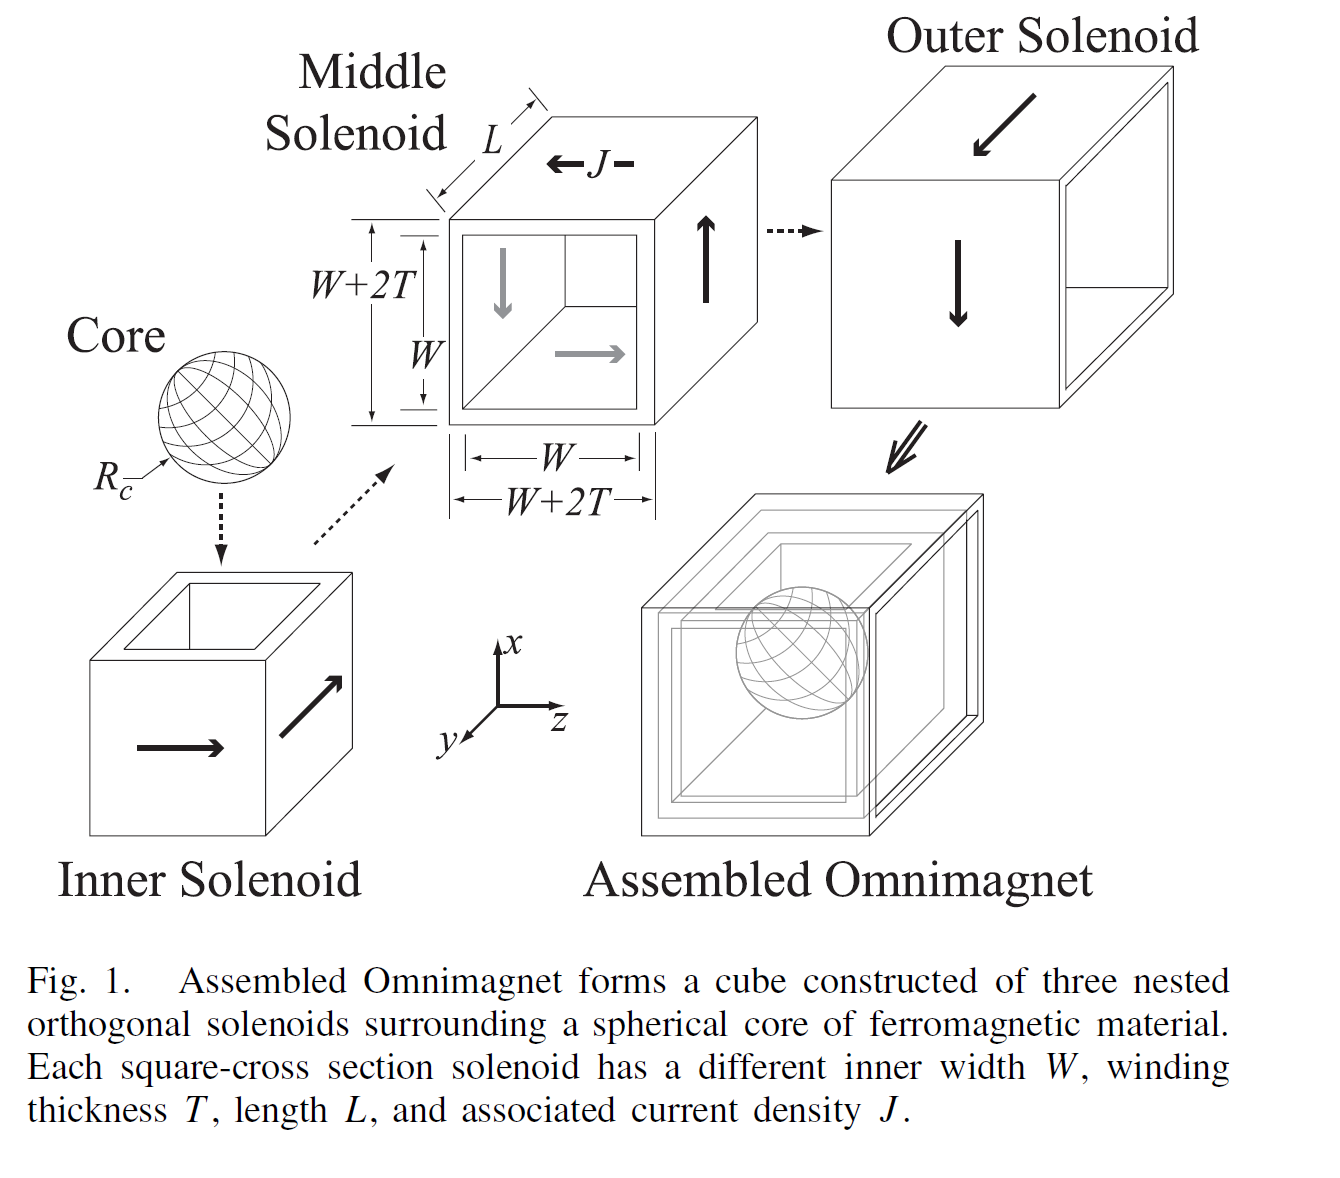 Outer Solenoid
Middle
Solenoid
L
J
W+2T
W
Core
W
W+2T
R_c
x
y
z
Inner Solenoid
Assembled Omnimagnet
Fig. 1. Assembled Omnimagnet forms a cube constructed of three nested
orthogonal solenoids surrounding a spherical core of ferromagnetic material.
Each square-cross section solenoid has a different inner width W, winding
thickness T, length L, and associated current density J.